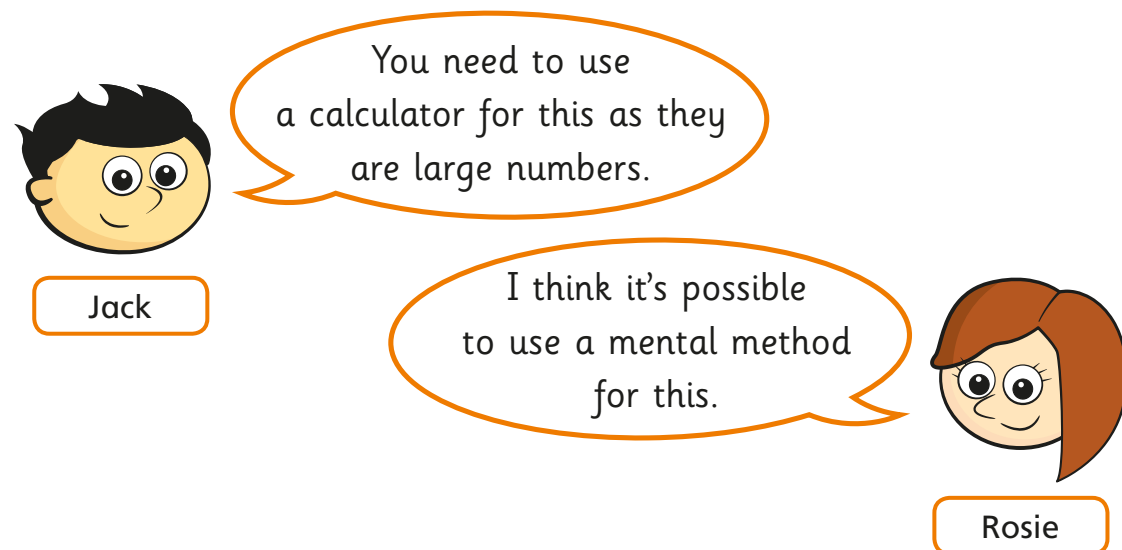 You need to use
a calculator for this as they
are large numbers.
Jack
I think it's possible
to use a mental method
for this.
Rosie